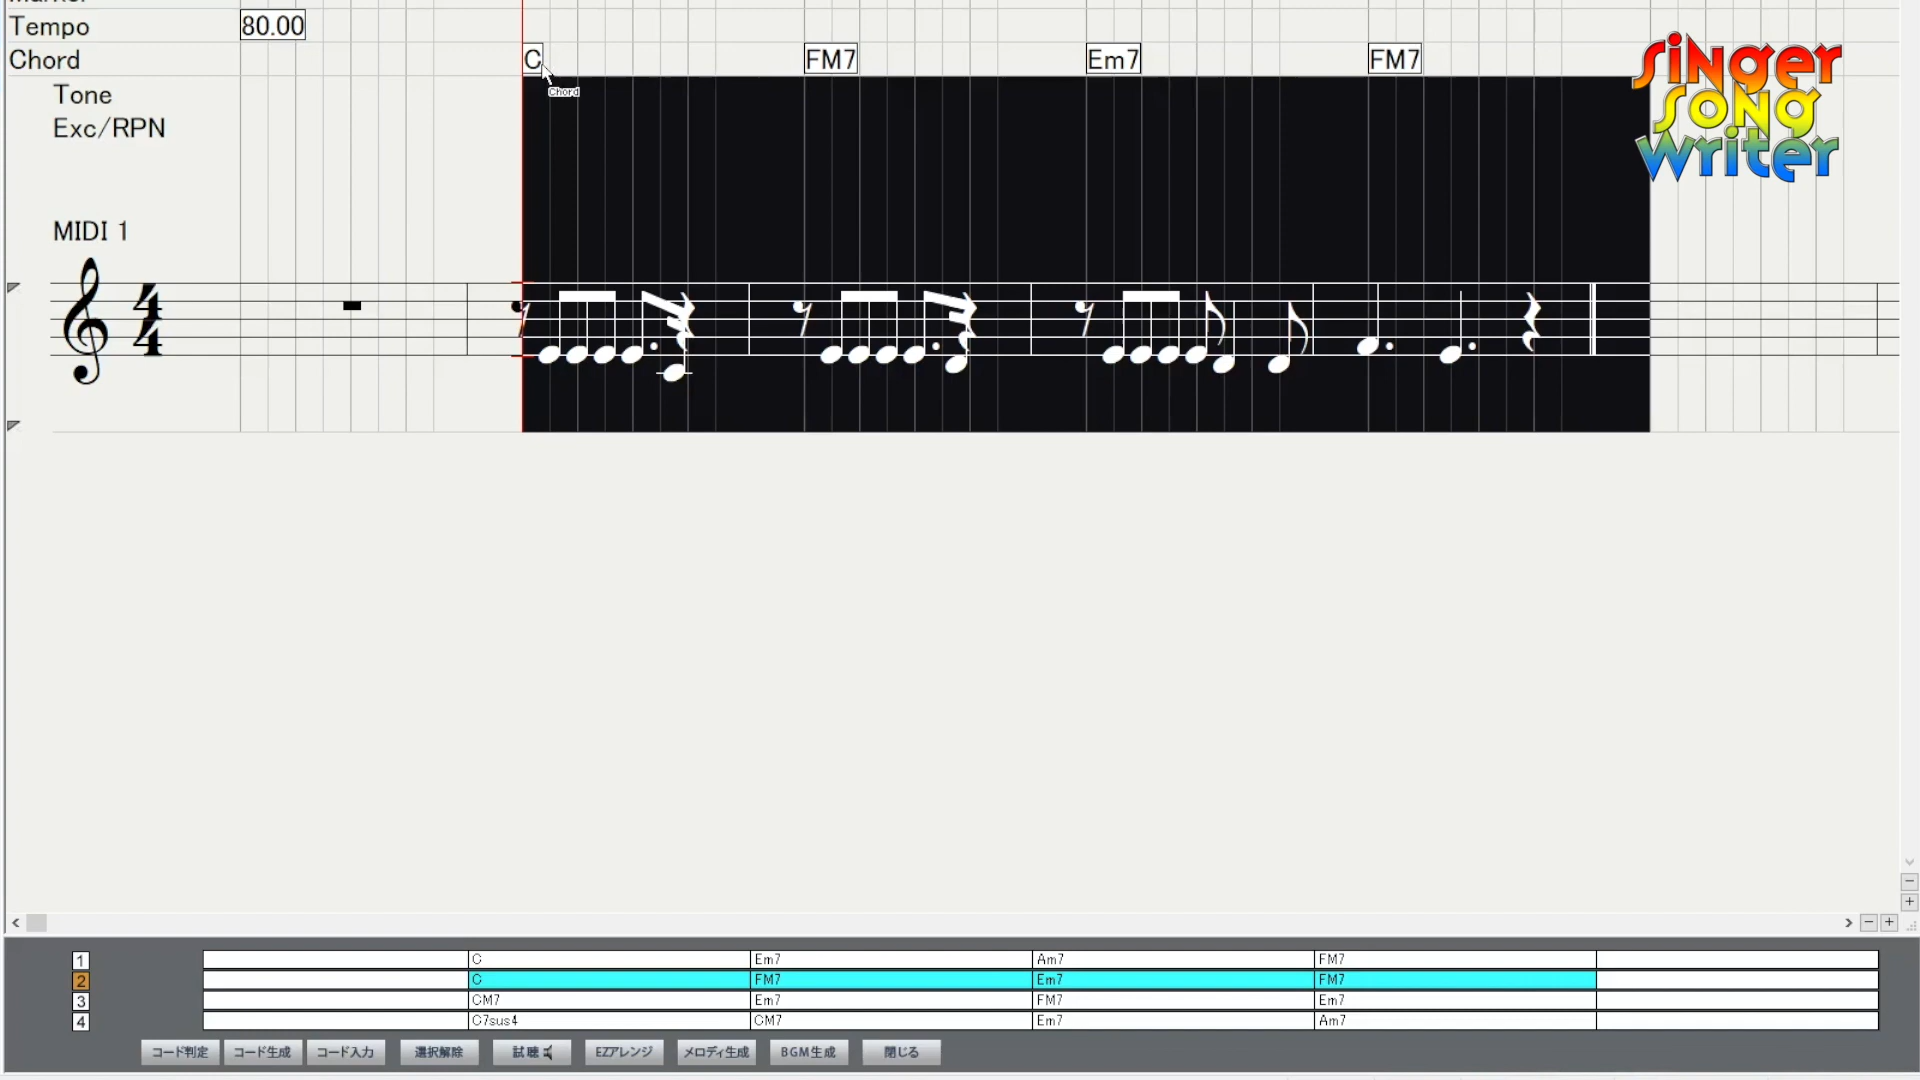 Tempo 80.00
Chord C FM7 Em7 FM7
Chord
Tone
Exc/RPN
SiNger
SoNG
Writer
MIDI 1
4
4
1 C Em7 Am7 FM7
2 C FM7 Em7 FM7
3 CM7 Em7 FM7 Em7
4 C7sus4 CM7 Em7 Am7
コード判定 コード生成 コード入力 選択解除 試聴 EZアレンジ メロディ生成 BGM生成 閉じる